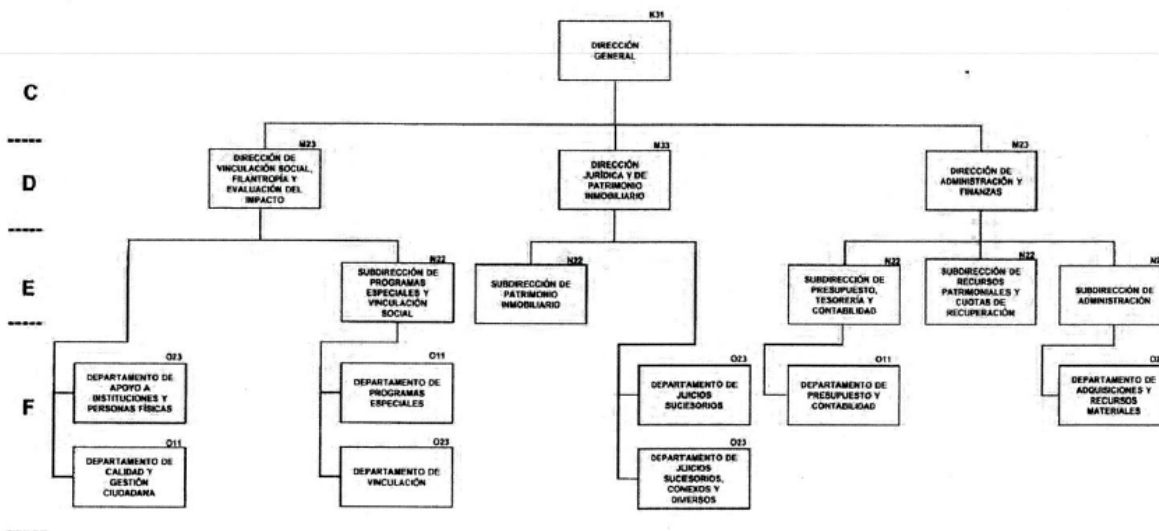 K31
DIRECCIÓN
GENERAL
C
M23
DIRECCIÓN DE
VINCULACIÓN SOCIAL,
FILANTROPÍA Y
EVALUACIÓN DEL
IMPACTO
M33
DIRECCIÓN
JURÍDICA Y DE
PATRIMONIO
INMOBILIARIO
M23
DIRECCIÓN DE
ADMINISTRACIÓN Y
FINANZAS
D
N22
SUBDIRECCIÓN DE
PROGRAMAS
ESPECIALES Y
VINCULACIÓN
SOCIAL
N22
SUBDIRECCIÓN DE
PATRIMONIO
INMOBILIARIO
N22
SUBDIRECCIÓN DE
PRESUPUESTO,
TESORERÍA Y
CONTABILIDAD
N22
SUBDIRECCIÓN DE
RECURSOS
PATRIMONIALES Y
CUOTAS DE
RECUPERACIÓN
SUBDIRECCIÓN DE
ADMINISTRACIÓN
E
O23
DEPARTAMENTO DE
APOYO A
INSTITUCIONES Y
PERSONAS FÍSICAS
O11
DEPARTAMENTO DE
PROGRAMAS
ESPECIALES
O23
DEPARTAMENTO DE
JUICIOS
SUCESORIOS
O11
DEPARTAMENTO DE
PRESUPUESTO Y
CONTABILIDAD
DEPARTAMENTO DE
ADQUISICIONES Y
RECURSOS
MATERIALES
F
O11
DEPARTAMENTO DE
CALIDAD Y
GESTIÓN
CIUDADANA
O23
DEPARTAMENTO DE
VINCULACIÓN
O23
DEPARTAMENTO DE
JUICIOS
SUCESORIOS,
CONEXOS Y
DIVERSOS